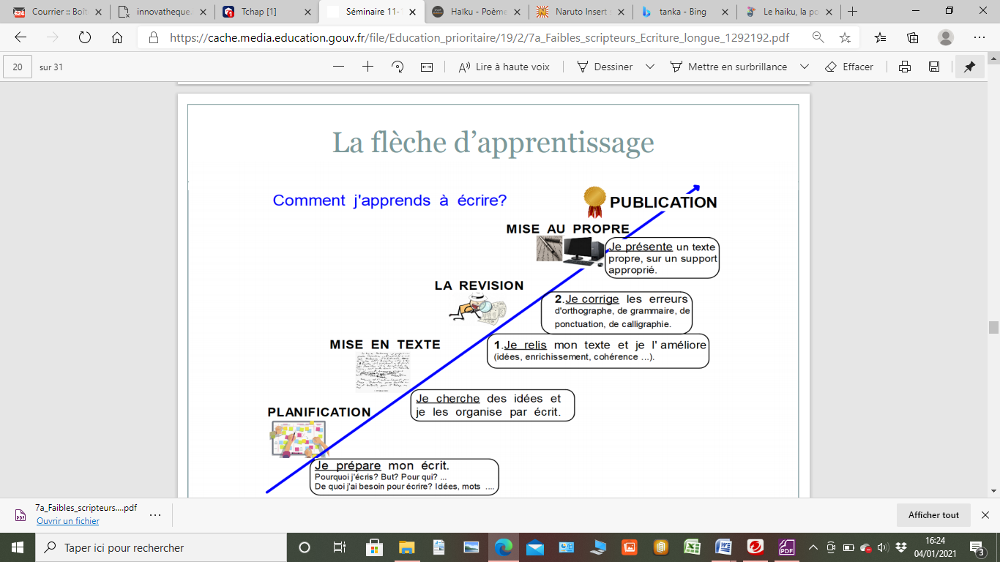 Courrier :: Boît
innovatheque.
Tchap [1]
Séminaire 11-1
Haïku - Poème
Naruto Insert s
tanka - Bing
Le haiku, la po
https://cache.media.education.gouv.fr/file/Education_prioritaire/19/2/7a_Faibles_scripteurs_Ecriture_longue_1292192.pdf
20 sur 31 Lire à haute voix Dessiner Mettre en surbrillance Effacer
La flèche d'apprentissage
Comment j'apprends à écrire?
PUBLICATION
MISE AU PROPRE
Je présente un texte
propre, sur un support
approprié.
LA REVISION
2.Je corrige les erreurs
d'orthographe, de grammaire, de
ponctuation, de calligraphie.
MISE EN TEXTE
1.Je relis mon texte et je l' améliore
(idées, enrichissement, cohérence ...).
Je cherche des idées et
je les organise par écrit.
PLANIFICATION
Je prépare mon écrit.
Pourquoi j'écris? But? Pour qui? ...
De quoi j'ai besoin pour écrire? Idées, mots ....
7a_Faibles_scripteurs....pdf
Ouvrir un fichier
Afficher tout
Taper ici pour rechercher
16:24
04/01/2021
3